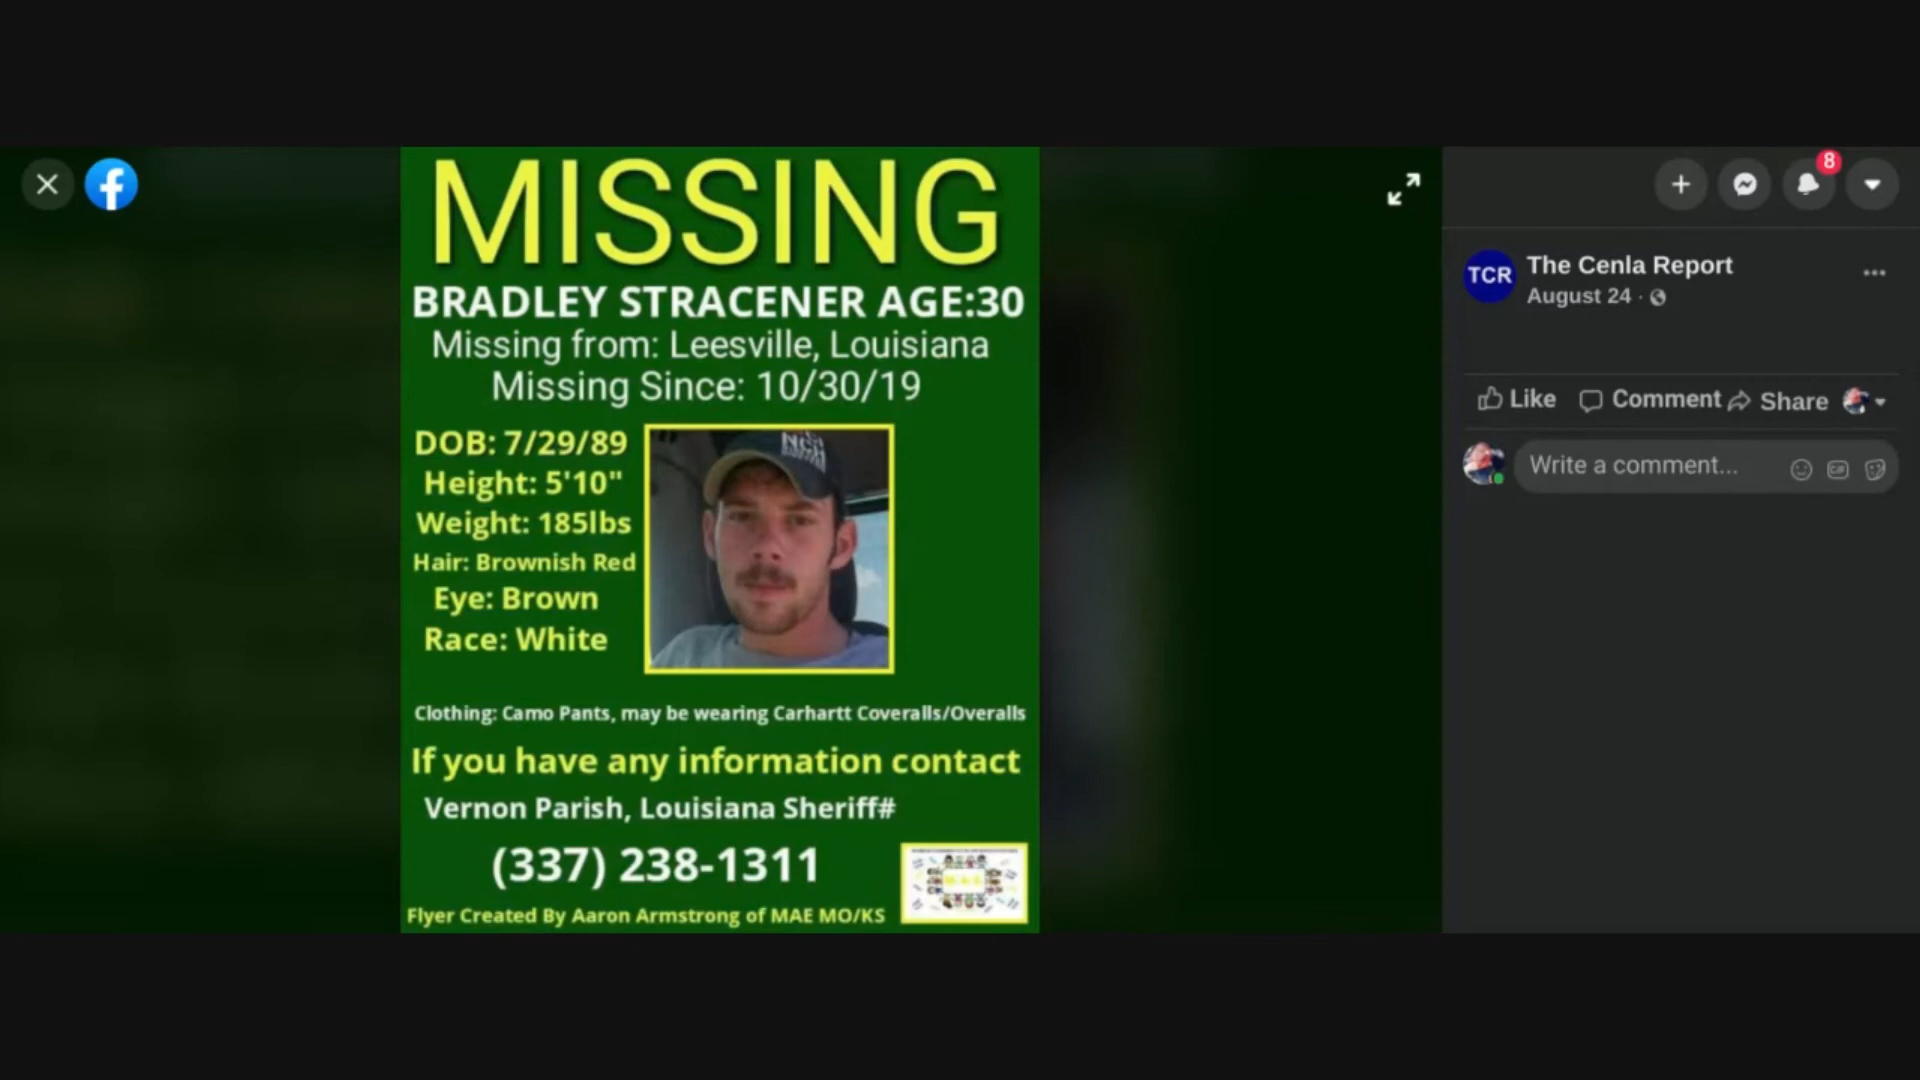 MISSING
BRADLEY STRACENER AGE:30
Missing from: Leesville, Louisiana
Missing Since: 10/30/19
DOB: 7/29/89
Height: 5'10"
Weight: 185lbs
Hair: Brownish Red
Eye: Brown
Race: White
Clothing: Camo Pants, may be wearing Carhartt Coveralls/Overalls
If you have any information contact
Vernon Parish, Louisiana Sheriff#
(337) 238-1311
Flyer Created By Aaron Armstrong of MAE MO/KS
8
TCR
The Cenla Report
August 24 ·
Like Comment Share
Write a comment...
GIF